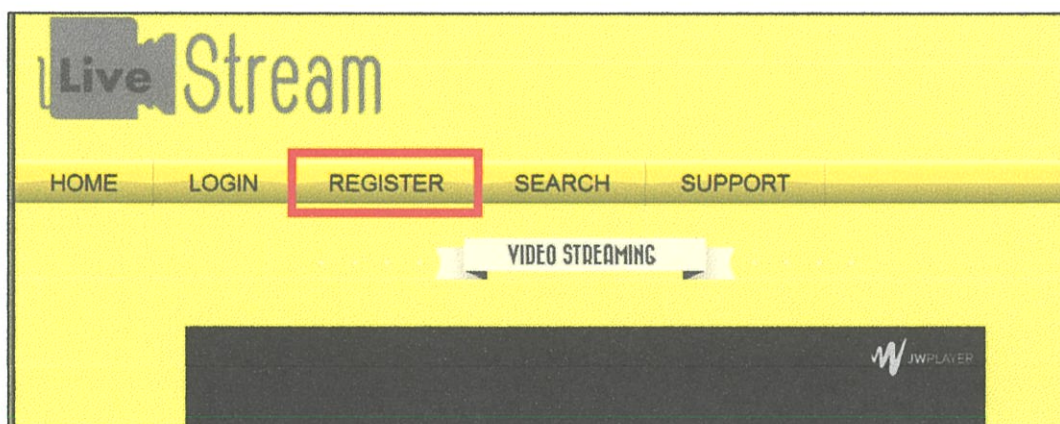 Live Stream
HOME LOGIN REGISTER SEARCH SUPPORT
VIDEO STREAMING
JWPLAYER